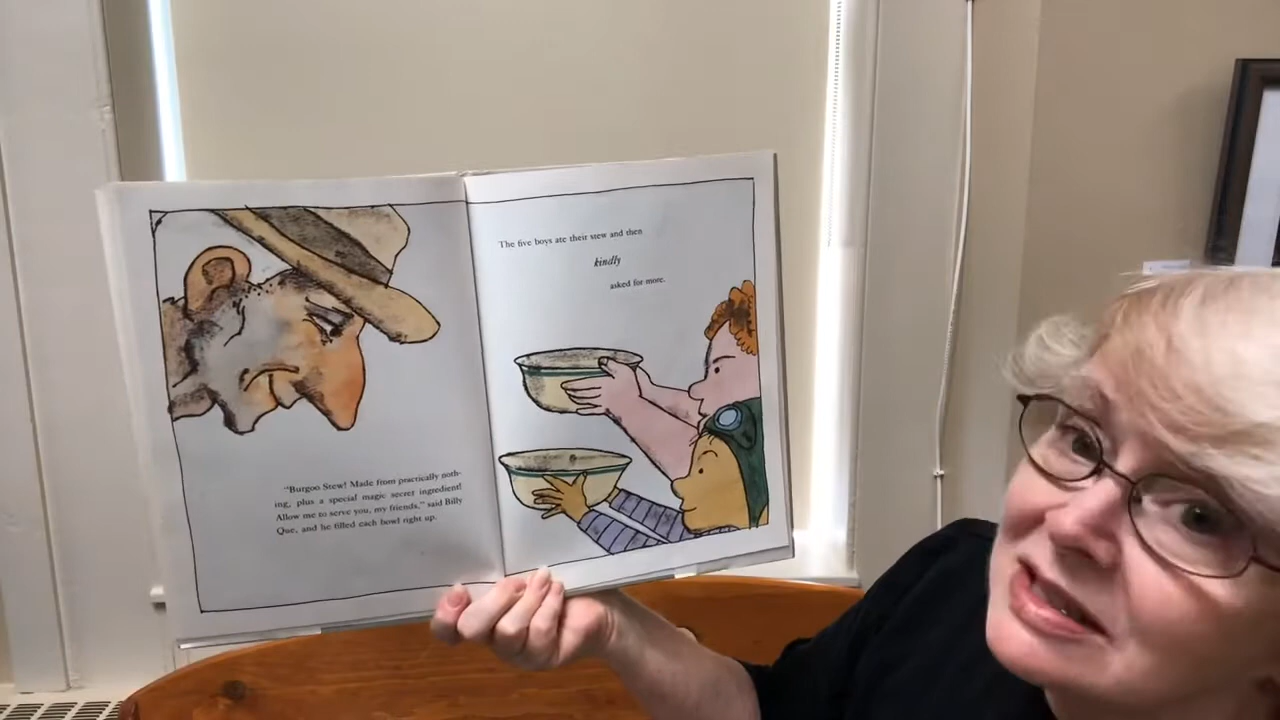 "Burgoo Stew! Made from practically noth-
ing, plus a special magic secret ingredient!
Allow me to serve you, my friends," said Billy
Que, and he filled each bowl right up.
The five boys ate their stew and then
kindly
asked for more.